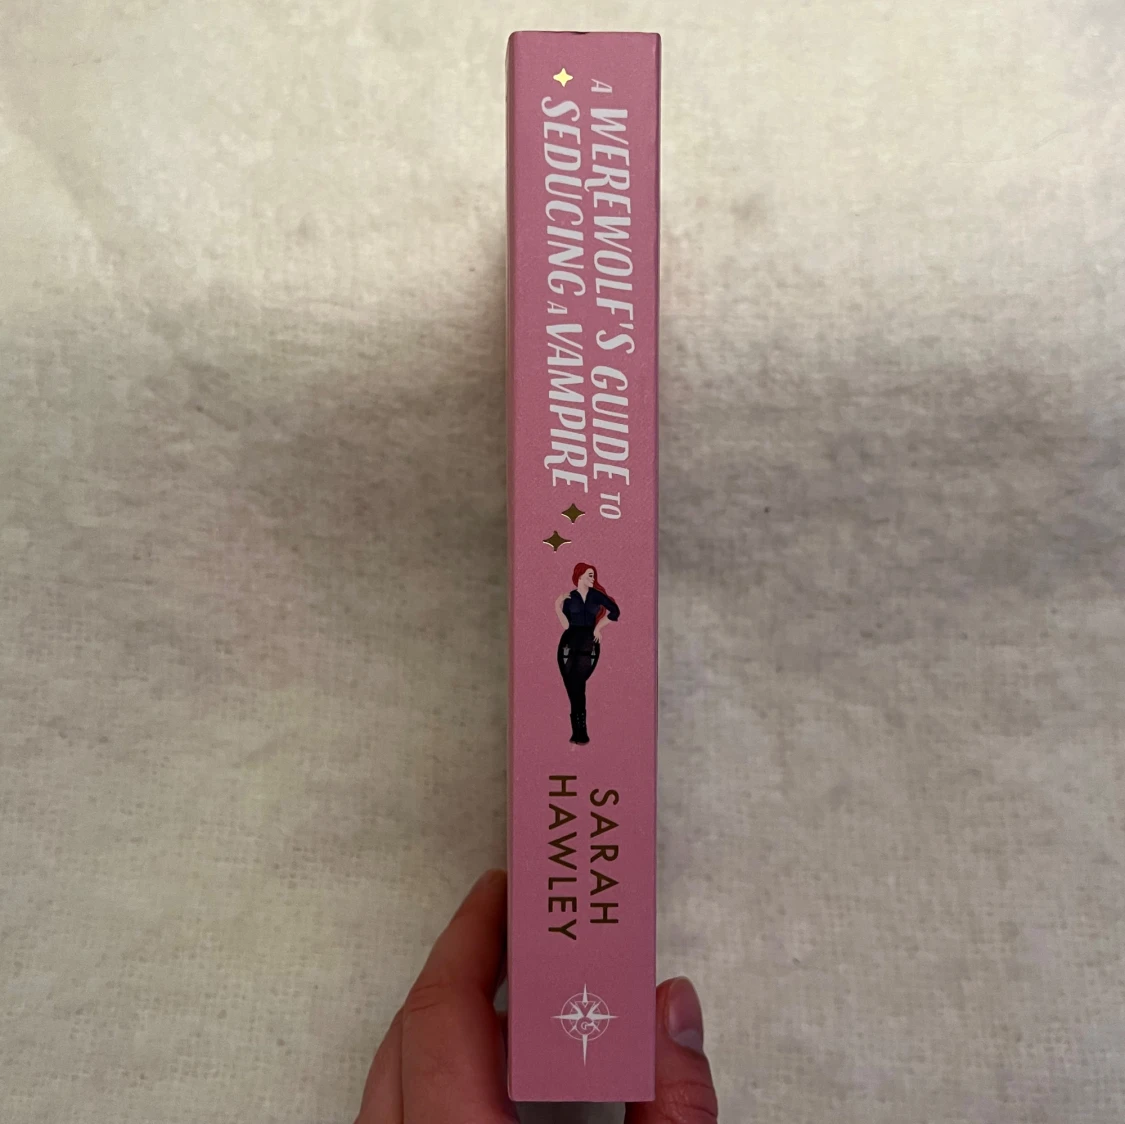 A WEREWOLF'S GUIDE TO
SEDUCING A VAMPIRE
SARAH
HAWLEY